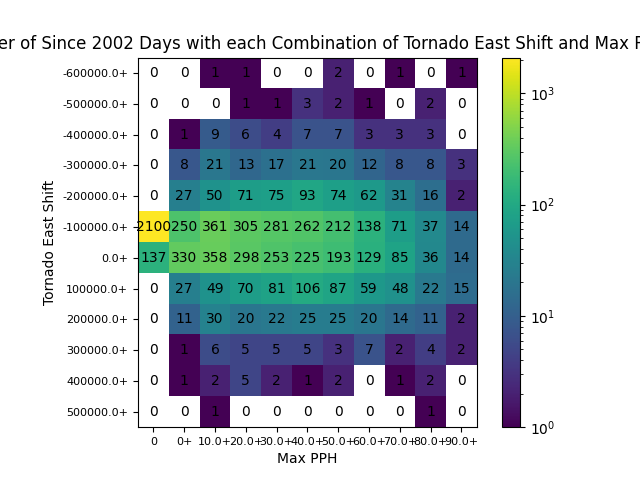 er of Since 2002 Days with each Combination of Tornado East Shift and Max P
-600000.0+ 0 0 1 1 0 0 2 0 1 0 1
-500000.0+ 0 0 0 1 1 3 2 1 0 2 0
-400000.0+ 0 1 9 6 4 7 7 3 3 3 0
-300000.0+ 0 8 21 13 17 21 20 12 8 8 3
-200000.0+ 0 27 50 71 75 93 74 62 31 16 2
-100000.0+ 2100 250 361 305 281 262 212 138 71 37 14
0.0+ 137 330 358 298 253 225 193 129 85 36 14
100000.0+ 0 27 49 70 81 106 87 59 48 22 15
200000.0+ 0 11 30 20 22 25 25 20 14 11 2
300000.0+ 0 1 6 5 5 5 3 7 2 4 2
400000.0+ 0 1 2 5 2 1 2 0 1 2 0
500000.0+ 0 0 1 0 0 0 0 0 0 1 0
0 0+ 10.0+ 20.0+ 30.0+ 40.0+ 50.0+ 60.0+ 70.0+ 80.0+ 90.0+
Max PPH
Tornado East Shift
10³
10²
10¹
10⁰